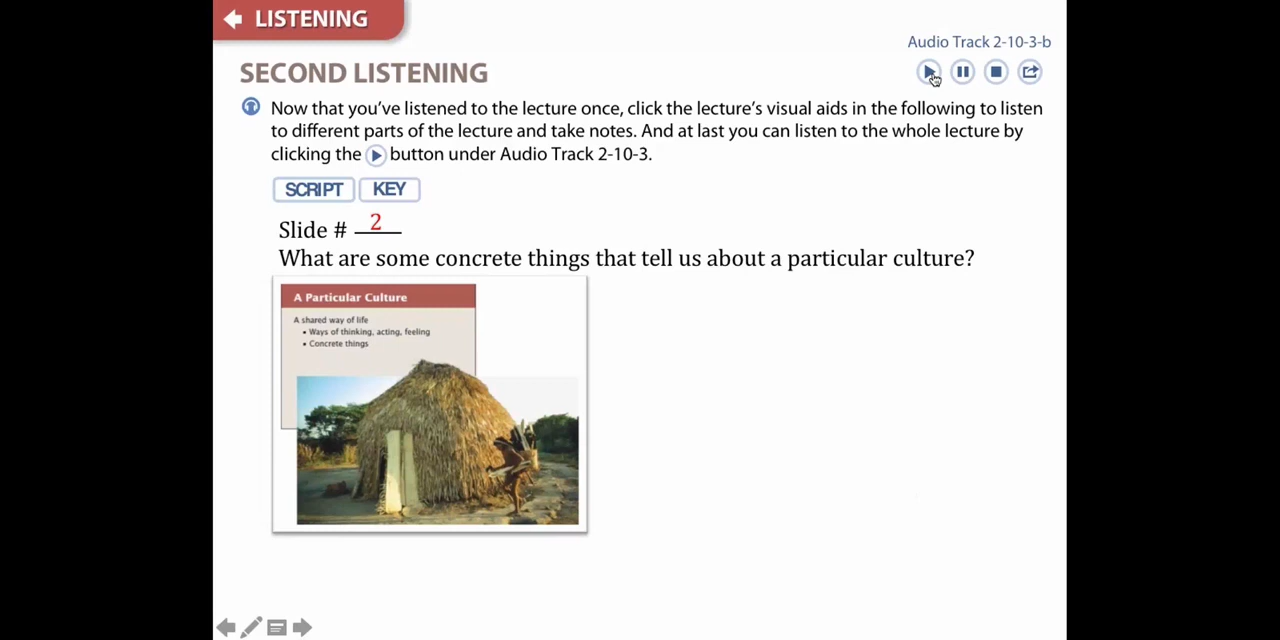 LISTENING
Audio Track 2-10-3-b
SECOND LISTENING
Now that you've listened to the lecture once, click the lecture's visual aids in the following to listen
to different parts of the lecture and take notes. And at last you can listen to the whole lecture by
clicking the button under Audio Track 2-10-3.
SCRIPT KEY
Slide # 2
What are some concrete things that tell us about a particular culture?
A Particular Culture
A shared way of life
• Ways of thinking, acting, feeling
• Concrete things